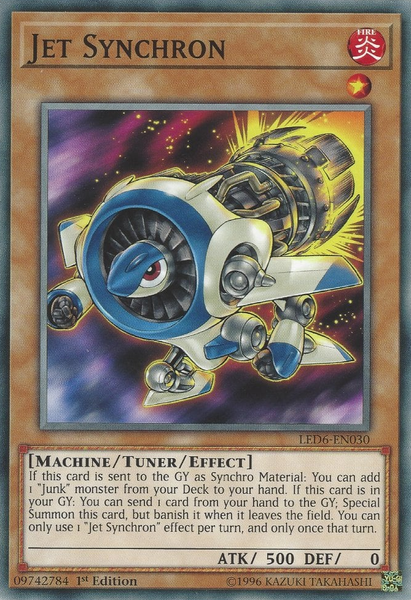 JET SYNCHRON
FIRE
炎
LED6-EN030
[MACHINE/TUNER/EFFECT]
If this card is sent to the GY as Synchro Material: You can add
1 "Junk" monster from your Deck to your hand. If this card is in
your GY: You can send 1 card from your hand to the GY; Special
Summon this card, but banish it when it leaves the field. You can
only use 1 "Jet Synchron" effect per turn, and only once that turn.
ATK/ 500 DEF/ 0
09742784 1st Edition ©1996 KAZUKI TAKAHASHI